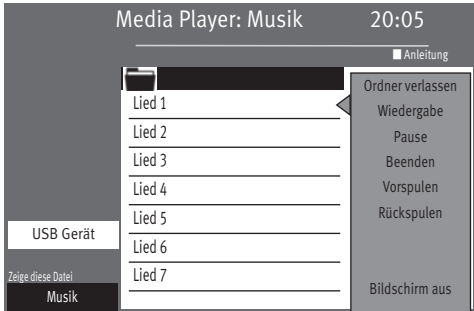 Media Player: Musik 20:05
Anleitung
Lied 1
Lied 2
Lied 3
Lied 4
Lied 5
Lied 6
Lied 7
Ordner verlassen
Wiedergabe
Pause
Beenden
Vorspulen
Rückspulen
Bildschirm aus
USB Gerät
Zeige diese Datei
Musik